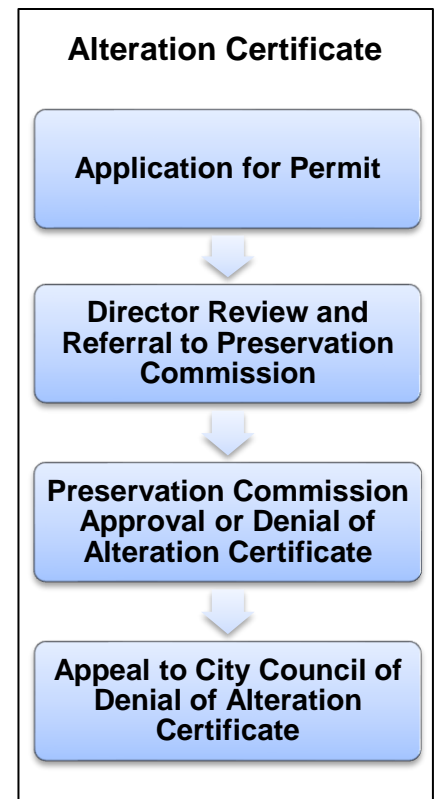 Alteration Certificate
Application for Permit
Director Review and
Referral to Preservation
Commission
Preservation Commission
Approval or Denial of
Alteration Certificate
Appeal to City Council of
Denial of Alteration
Certificate